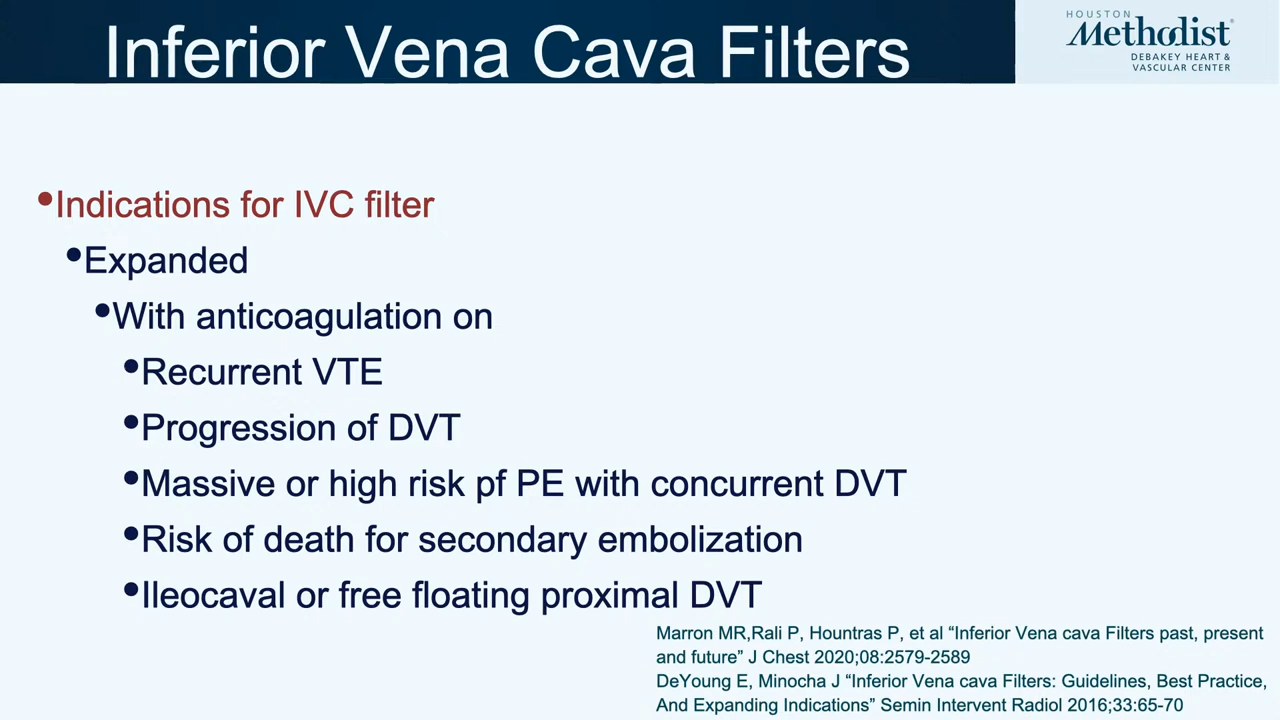 Inferior Vena Cava Filters
HOUSTON
Methodist
DEBAKEY HEART &
VASCULAR CENTER
•Indications for IVC filter
•Expanded
•With anticoagulation on
•Recurrent VTE
•Progression of DVT
•Massive or high risk pf PE with concurrent DVT
•Risk of death for secondary embolization
•Ileocaval or free floating proximal DVT
Marron MR,Rali P, Hountras P, et al “Inferior Vena cava Filters past, present
and future” J Chest 2020;08:2579-2589
DeYoung E, Minocha J “Inferior Vena cava Filters: Guidelines, Best Practice,
And Expanding Indications” Semin Intervent Radiol 2016;33:65-70